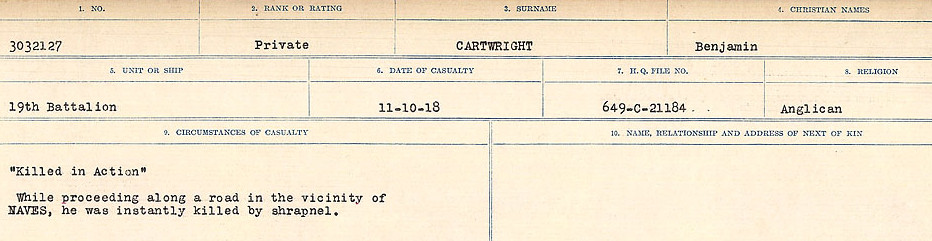 1. NO. 2. RANK OR RATING 3. SURNAME 4. CHRISTIAN NAMES
3032127 Private CARTWRIGHT Benjamin
5. UNIT OR SHIP 6. DATE OF CASUALTY 7. H.Q. FILE NO. 8. RELIGION
19th Battalion 11-10-18 649-C-21184 Anglican
9. CIRCUMSTANCES OF CASUALTY 10. NAME, RELATIONSHIP AND ADDRESS OF NEXT OF KIN
"Killed in Action"
While proceeding along a road in the vicinity of
NAVES, he was instantly killed by shrapnel.